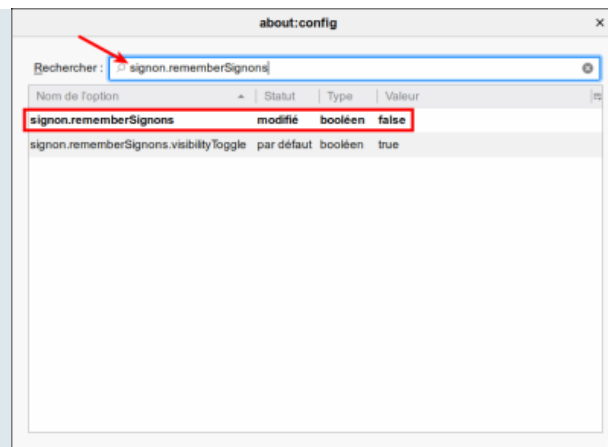 about:config ×
Rechercher : signon.rememberSignons
Nom de l'option Statut Type Valeur
signon.rememberSignons modifié booléen false
signon.rememberSignons.visibilityToggle par défaut booléen true